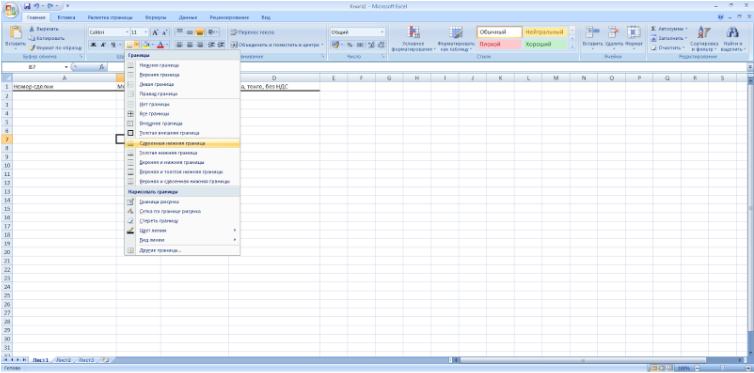 Книга1 - Microsoft Excel
Главная Вставка Разметка страницы Формулы Данные Рецензирование Вид
Вырезать
Копировать
Формат по образцу
Вставить
Буфер обмена
Calibri 11
Ж К Ч
Перенос текста
Объединить и поместить в центре
Общий
Число
Условное форматирование
Форматировать как таблицу
Обычный Нейтральный
Плохой Хороший
Стили
Вставить Удалить Формат
Ячейки
Автосумма
Заполнить
Очистить
Сортировка и фильтр
Найти и выделить
Редактирование
B7
A D E F G H I J K L M N O P Q R S
Номер сделки
а, тенге, без НДС
Границы
Нижняя граница
Верхняя граница
Левая граница
Правая граница
Нет границы
Все границы
Внешние границы
Толстая внешняя граница
Сдвоенная нижняя граница
Толстая нижняя граница
Верхняя и нижняя границы
Верхняя и толстая нижняя границы
Верхняя и сдвоенная нижняя границы
Нарисовать границы
Граница рисунка
Сетка по границе рисунка
Стереть границу
Цвет линии
Вид линии
Другие границы...
1
2
3
4
5
6
7
8
9
10
11
12
13
14
15
16
17
18
19
20
21
22
23
24
25
26
27
28
29
30
31
Лист1 Лист2 Лист3
Готово
100%